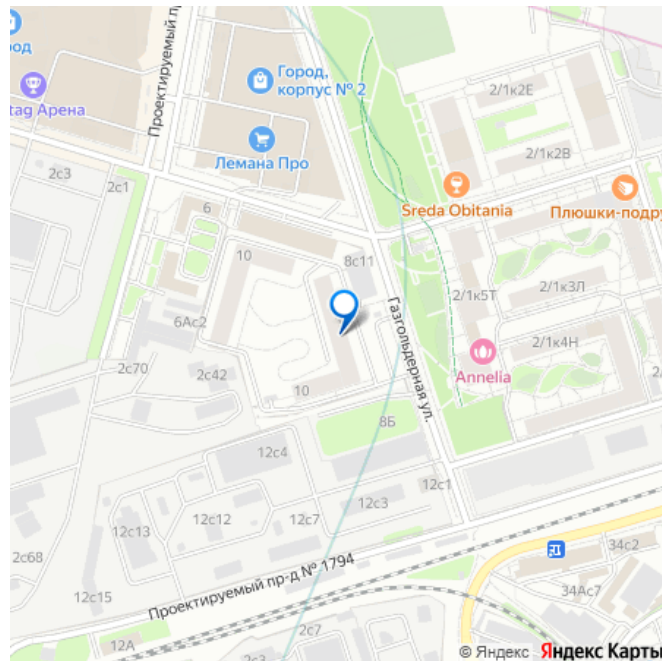 Проектируемый пр
Город,
корпус № 2
род
tag Арена
Лемана Про
2/1к2Е
2/1к2В
Sreda Obitania
Плюшки-подру
2с3
2с1
6
10
8с11
6Ас2
2/1к5Т
2/1к3Л
2/1к4Н
Газгольдерная ул.
Annelia
2с70
2с42
10
8Б
12с4
12с1
12с3
12с13
12с12
12с7
2с68
12с15
Проектируемый пр-д № 1794
34с2
34Ас7
12А
2с7
2с3
© Яндекс Яндекс Карты